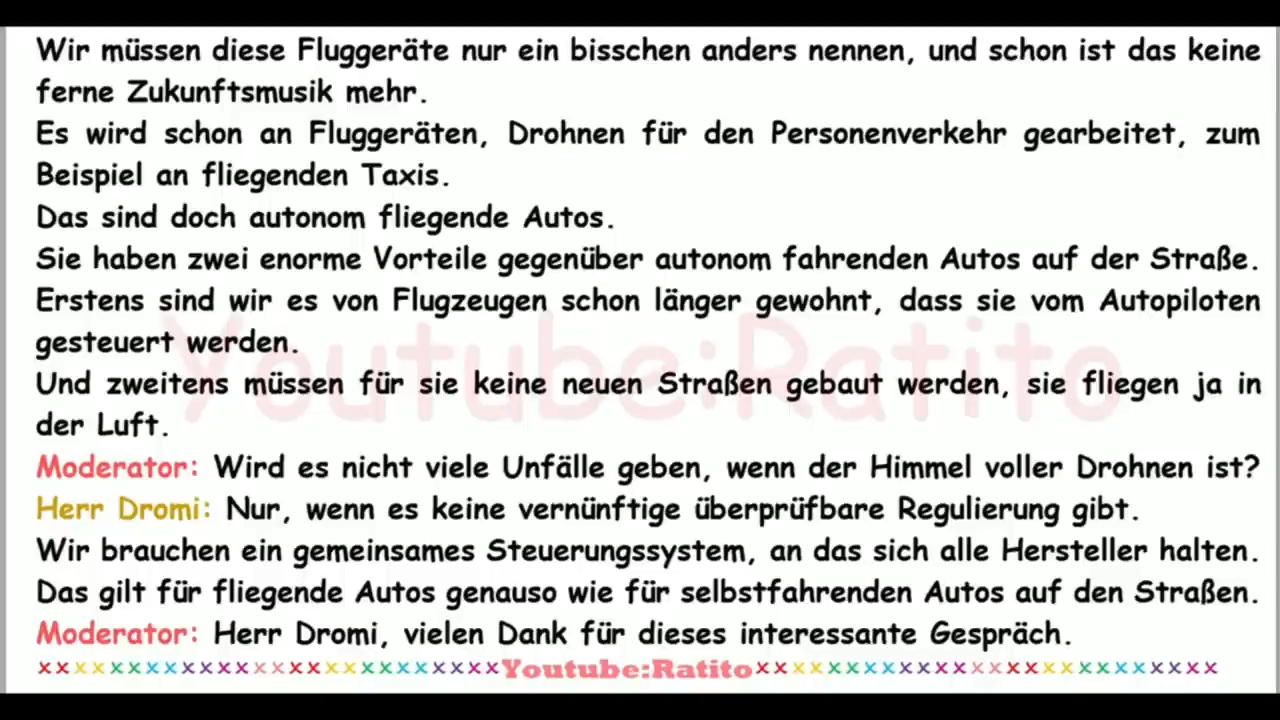 Wir müssen diese Fluggeräte nur ein bisschen anders nennen, und schon ist das keine
ferne Zukunftsmusik mehr.
Es wird schon an Fluggeräten, Drohnen für den Personenverkehr gearbeitet, zum
Beispiel an fliegenden Taxis.
Das sind doch autonom fliegende Autos.
Sie haben zwei enorme Vorteile gegenüber autonom fahrenden Autos auf der Straße.
Erstens sind wir es von Flugzeugen schon länger gewohnt, dass sie vom Autopiloten
gesteuert werden.
Youtube:Ratito
Und zweitens müssen für sie keine neuen Straßen gebaut werden, sie fliegen ja in
der Luft.
Moderator: Wird es nicht viele Unfälle geben, wenn der Himmel voller Drohnen ist?
Herr Dromi: Nur, wenn es keine vernünftige überprüfbare Regulierung gibt.
Wir brauchen ein gemeinsames Steuerungssystem, an das sich alle Hersteller halten.
Das gilt für fliegende Autos genauso wie für selbstfahrenden Autos auf den Straßen.
Moderator: Herr Dromi, vielen Dank für dieses interessante Gespräch.
xxxxxxxxxxxxxxxxxxxxxxxxxxYoutube:Ratitoxxxxxxxxxxxxxxxxxxxxxxxxxx